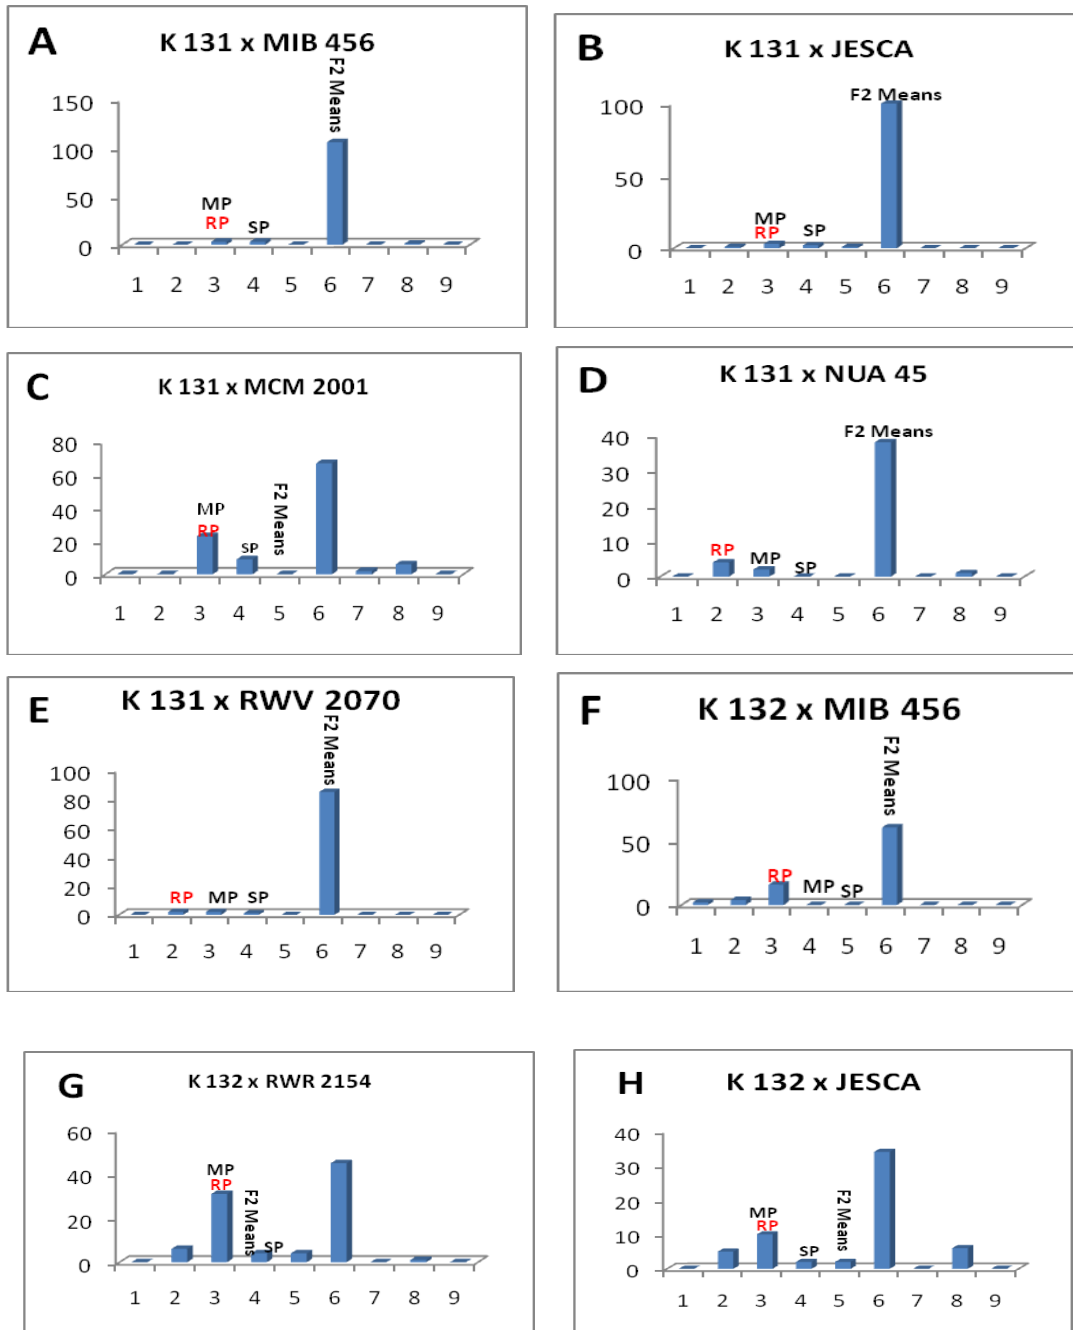 A
K 131 x MIB 456
F2 Means
150
100
50
0
MP
RP
SP
1 2 3 4 5 6 7 8 9
B
K 131 x JESCA
F2 Means
100
50
0
MP
RP
SP
1 2 3 4 5 6 7 8 9
C
K 131 x MCM 2001
80
60
40
20
0
MP
RP
SP
F2 Means
1 2 3 4 5 6 7 8 9
D
K 131 x NUA 45
F2 Means
40
30
20
10
0
RP
MP
SP
1 2 3 4 5 6 7 8 9
E
K 131 x RWV 2070
F2 Means
100
80
60
40
20
0
RP
MP
SP
1 2 3 4 5 6 7 8 9
F
K 132 x MIB 456
F2 Means
100
50
0
RP
MP
SP
1 2 3 4 5 6 7 8 9
G
K 132 x RWR 2154
60
40
20
0
MP
RP
F2 Means
SP
1 2 3 4 5 6 7 8 9
H
K 132 x JESCA
40
30
20
10
0
MP
RP
SP
F2 Means
1 2 3 4 5 6 7 8 9